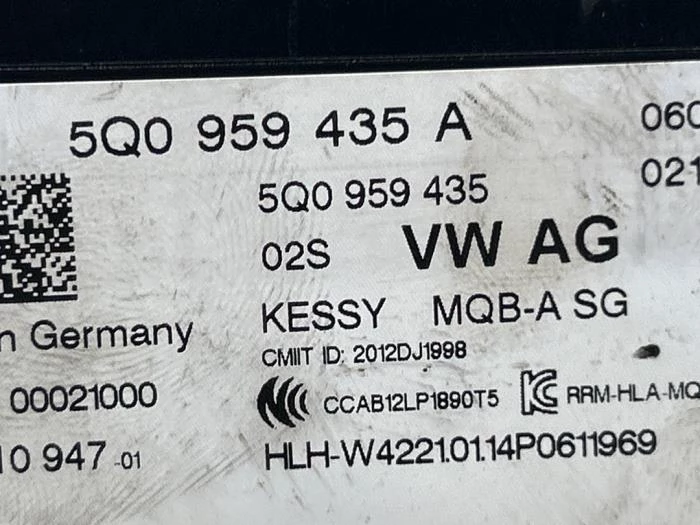 5Q0 959 435 A 060
5Q0 959 435 021
02S VW AG
n Germany KESSY MQB-A SG
CMIIT ID: 2012DJ1998
00021000 CCAB12LP1890T5 RRM-HLA-MQ
10 947 -01 HLH-W4221.01.14P0611969